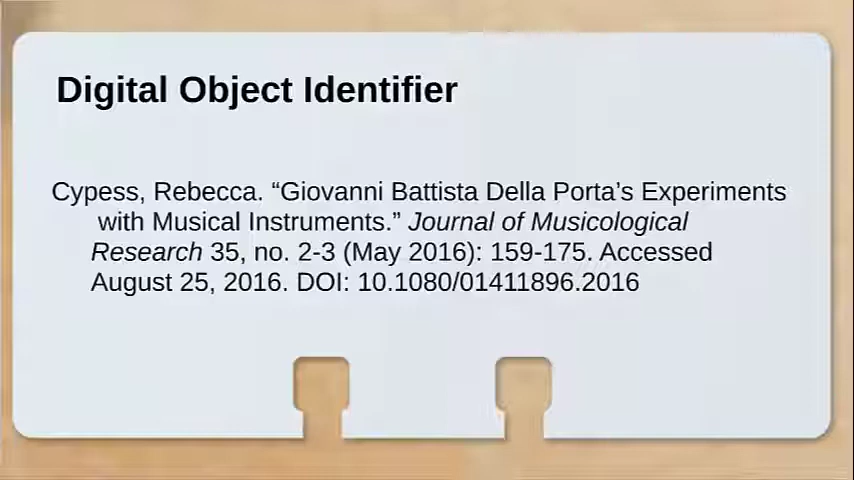 Digital Object Identifier
Cypess, Rebecca. “Giovanni Battista Della Porta’s Experiments
with Musical Instruments.” Journal of Musicological
Research 35, no. 2-3 (May 2016): 159-175. Accessed
August 25, 2016. DOI: 10.1080/01411896.2016